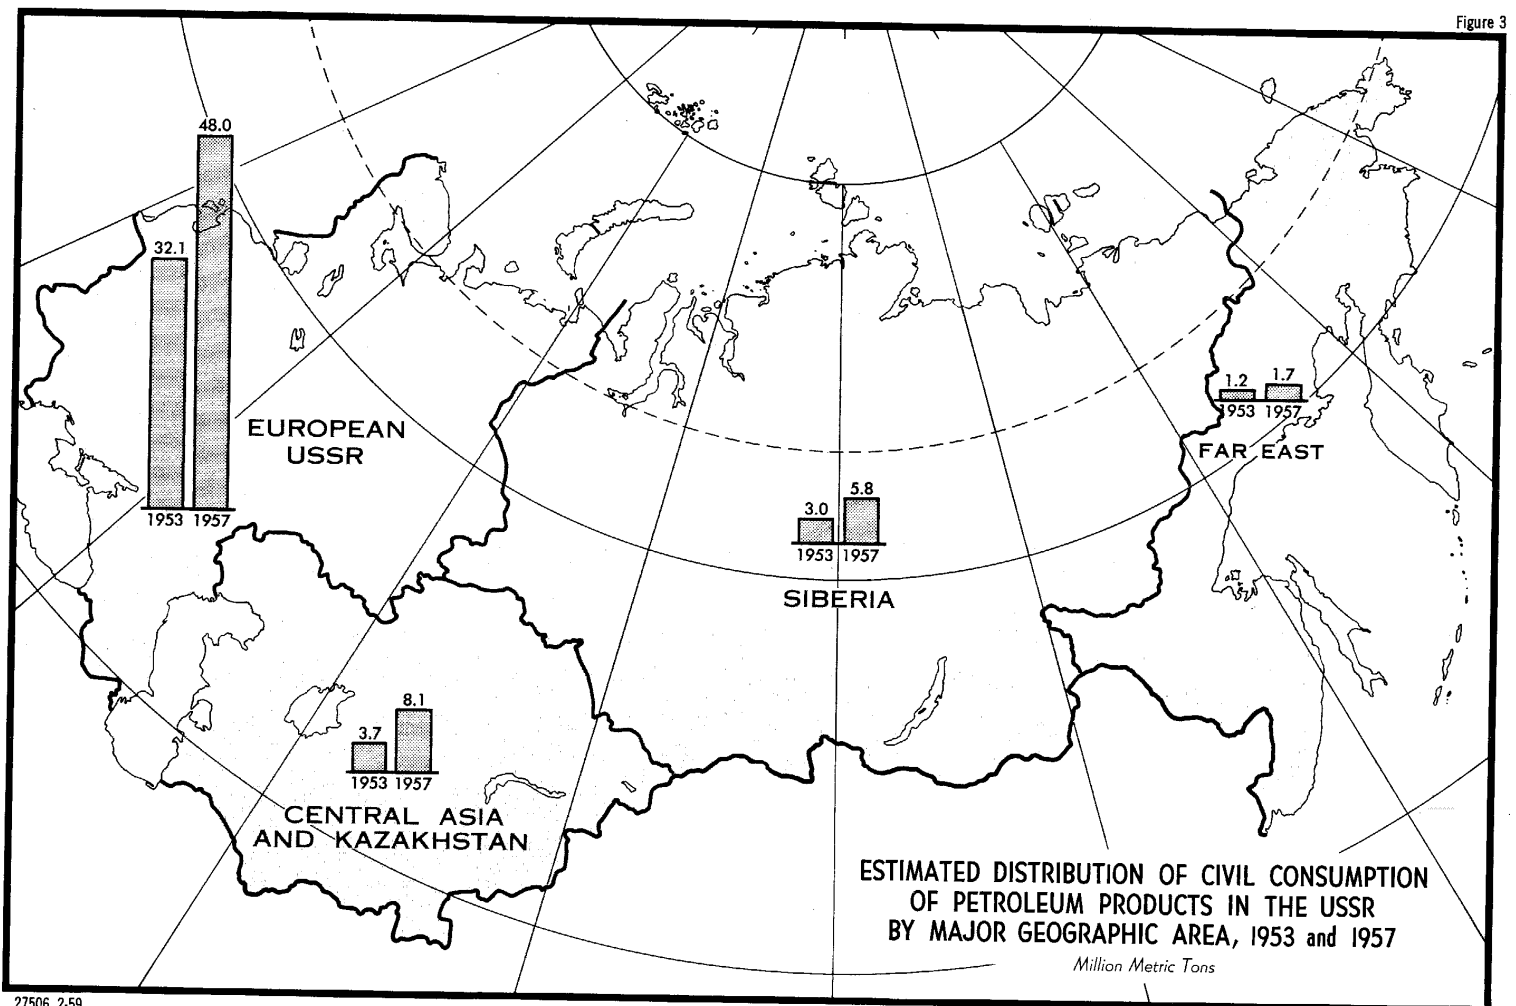 Figure 3
48.0
32.1
1953 1957
EUROPEAN
USSR
1.2 1.7
1953 1957
FAR EAST
3.0 5.8
1953 1957
SIBERIA
3.7 8.1
1953 1957
CENTRAL ASIA
AND KAZAKHSTAN
ESTIMATED DISTRIBUTION OF CIVIL CONSUMPTION
OF PETROLEUM PRODUCTS IN THE USSR
BY MAJOR GEOGRAPHIC AREA, 1953 and 1957
Million Metric Tons
27506 2-59